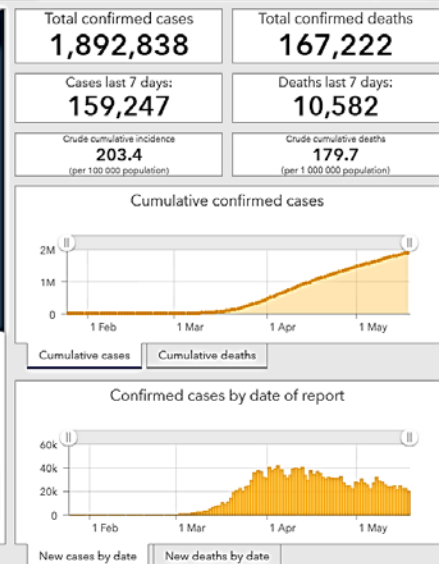 Total confirmed cases
1,892,838
Total confirmed deaths
167,222
Cases last 7 days:
159,247
Deaths last 7 days:
10,582
Crude cumulative incidence
203.4
(per 100 000 population)
Crude cumulative deaths
179.7
(per 1 000 000 population)
Cumulative confirmed cases
2M
1M
0
1 Feb
1 Mar
1 Apr
1 May
Cumulative cases
Cumulative deaths
Confirmed cases by date of report
60k
40k
20k
0
1 Feb
1 Mar
1 Apr
1 May
New cases by date
New deaths by date